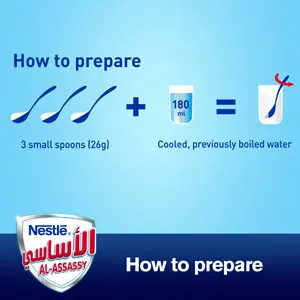 How to prepare
180
ml
3 small spoons (26g)
Cooled, previously boiled water
Nestlē
الأساسي
AL-ASSASSY
How to prepare